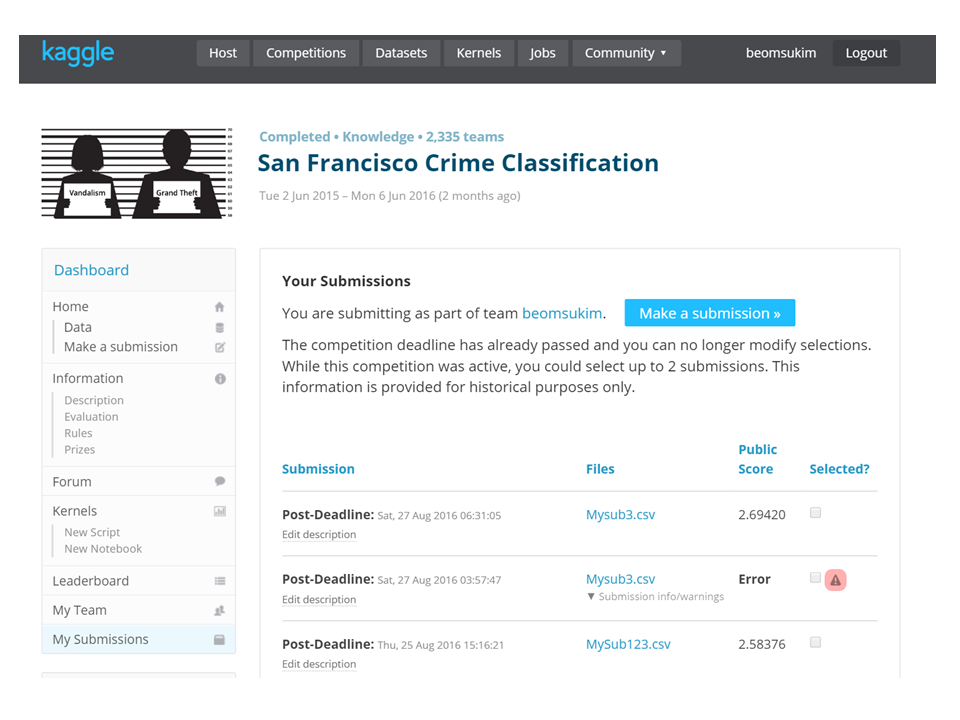 kaggle
Host Competitions Datasets Kernels Jobs Community ▾ beomsukim Logout
Vandalism
Grand Theft
Completed • Knowledge • 2,335 teams
San Francisco Crime Classification
Tue 2 Jun 2015 – Mon 6 Jun 2016 (2 months ago)
Dashboard
Home
Data
Make a submission
Information
Description
Evaluation
Rules
Prizes
Forum
Kernels
New Script
New Notebook
Leaderboard
My Team
My Submissions
Your Submissions
You are submitting as part of team beomsukim. Make a submission »
The competition deadline has already passed and you can no longer modify selections.
While this competition was active, you could select up to 2 submissions. This
information is provided for historical purposes only.
Submission Files Public Score Selected?
Post-Deadline: Sat, 27 Aug 2016 06:31:05 Mysub3.csv 2.69420
Edit description
Post-Deadline: Sat, 27 Aug 2016 03:57:47 Mysub3.csv Error
Edit description ▼ Submission info/warnings
Post-Deadline: Thu, 25 Aug 2016 15:16:21 MySub123.csv 2.58376
Edit description